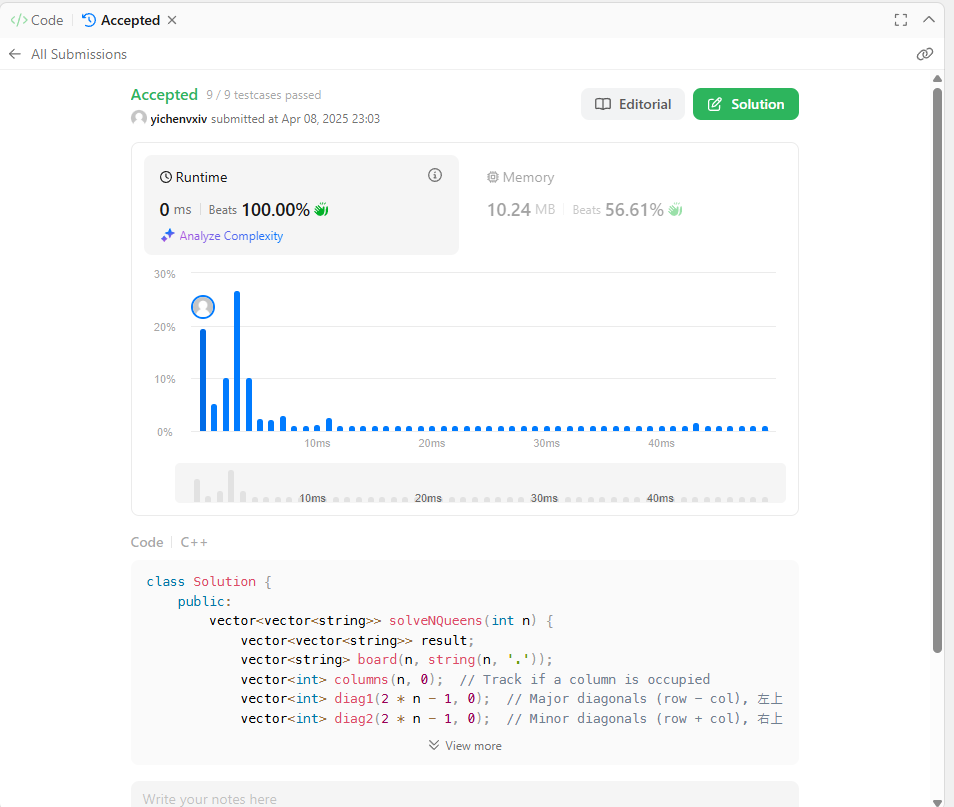 </> Code | Accepted ×
All Submissions
Accepted 9 / 9 testcases passed
yichenvxiv submitted at Apr 08, 2025 23:03
Editorial
Solution
Runtime
0 ms | Beats 100.00%
Analyze Complexity
Memory
10.24 MB | Beats 56.61%
30%
20%
10%
0%
10ms 20ms 30ms 40ms
10ms 20ms 30ms 40ms
Code | C++
class Solution {
    public:
        vector<vector<string>> solveNQueens(int n) {
            vector<vector<string>> result;
            vector<string> board(n, string(n, '.'));
            vector<int> columns(n, 0);  // Track if a column is occupied
            vector<int> diag1(2 * n - 1, 0);  // Major diagonals (row - col), 左上
            vector<int> diag2(2 * n - 1, 0);  // Minor diagonals (row + col), 右上
View more
Write your notes here